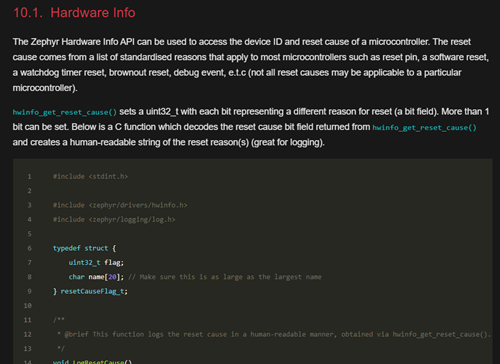 10.1. Hardware Info
The Zephyr Hardware Info API can be used to access the device ID and reset cause of a microcontroller. The reset
cause comes from a list of standardised reasons that apply to most microcontrollers such as reset pin, a software reset,
a watchdog timer reset, brownout reset, debug event, e.t.c (not all reset causes may be applicable to a particular
microcontroller).
hwinfo_get_reset_cause() sets a uint32_t with each bit representing a different reason for reset (a bit field). More than 1
bit can be set. Below is a C function which decodes the reset cause bit field returned from hwinfo_get_reset_cause()
and creates a human-readable string of the reset reason(s) (great for logging).
1 #include <stdint.h>
2
3 #include <zephyr/drivers/hwinfo.h>
4 #include <zephyr/logging/log.h>
5
6 typedef struct {
7 uint32_t flag;
8 char name[20]; // Make sure this is as large as the largest name
9 } resetCauseFlag_t;
10
11 /**
12 * @brief This function logs the reset cause in a human-readable manner, obtained via hwinfo_get_reset_cause().
13 */
14 void LogResetCause()